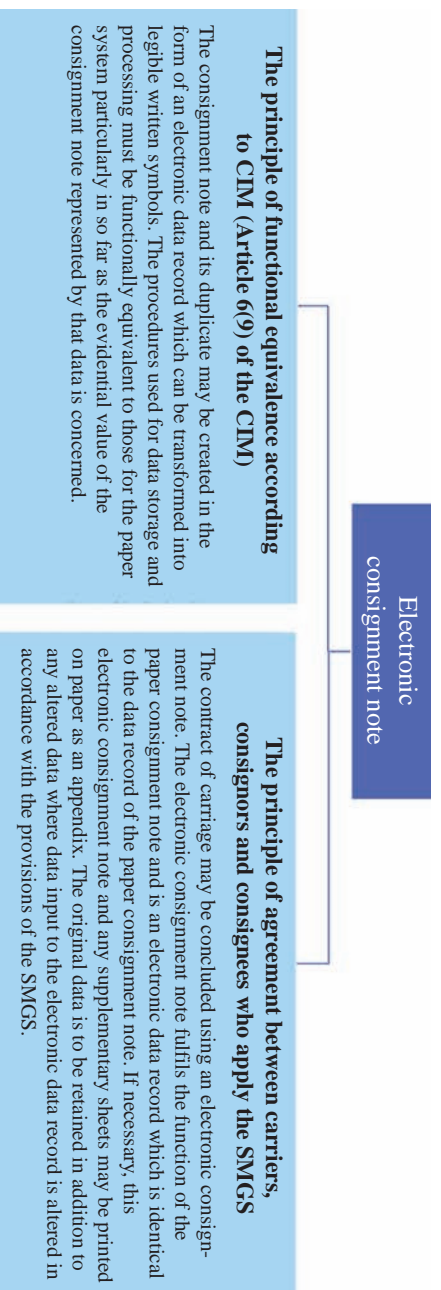 Electronic
consignment note
The principle of functional equivalence according
to CIM (Article 6(9) of the CIM)
The consignment note and its duplicate may be created in the
form of an electronic data record which can be transformed into
legible written symbols. The procedures used for data storage and
processing must be functionally equivalent to those for the paper
system particularly in so far as the evidential value of the
consignment note represented by that data is concerned.
The principle of agreement between carriers,
consignors and consignees who apply the SMGS
The contract of carriage may be concluded using an electronic consign-
ment note. The electronic consignment note fulfils the function of the
paper consignment note and is an electronic data record which is identical
to the data record of the paper consignment note. If necessary, this
electronic consignment note and any supplementary sheets may be printed
on paper as an appendix. The original data is to be retained in addition to
any altered data where data input to the electronic data record is altered in
accordance with the provisions of the SMGS.